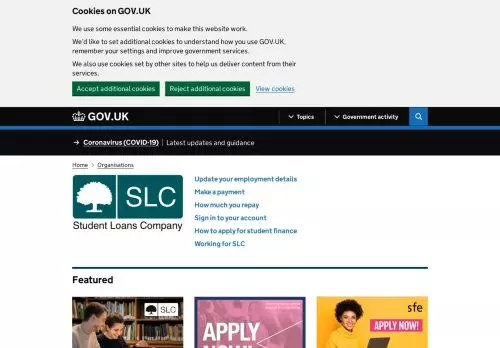 Cookies on GOV.UK
We use some essential cookies to make this website work.
We'd like to set additional cookies to understand how you use GOV.UK,
remember your settings and improve government services.
We also use cookies set by other sites to help us deliver content from their
services.
Accept additional cookies
Reject additional cookies
View cookies
GOV.UK
Topics
Government activity
Coronavirus (COVID-19)
Latest updates and guidance
Home
Organisations
SLC
Student Loans Company
Update your employment details
Make a payment
How much you repay
Sign in to your account
How to apply for student finance
Working for SLC
Featured
SLC
APPLY
NOW!
sfe
APPLY NOW!